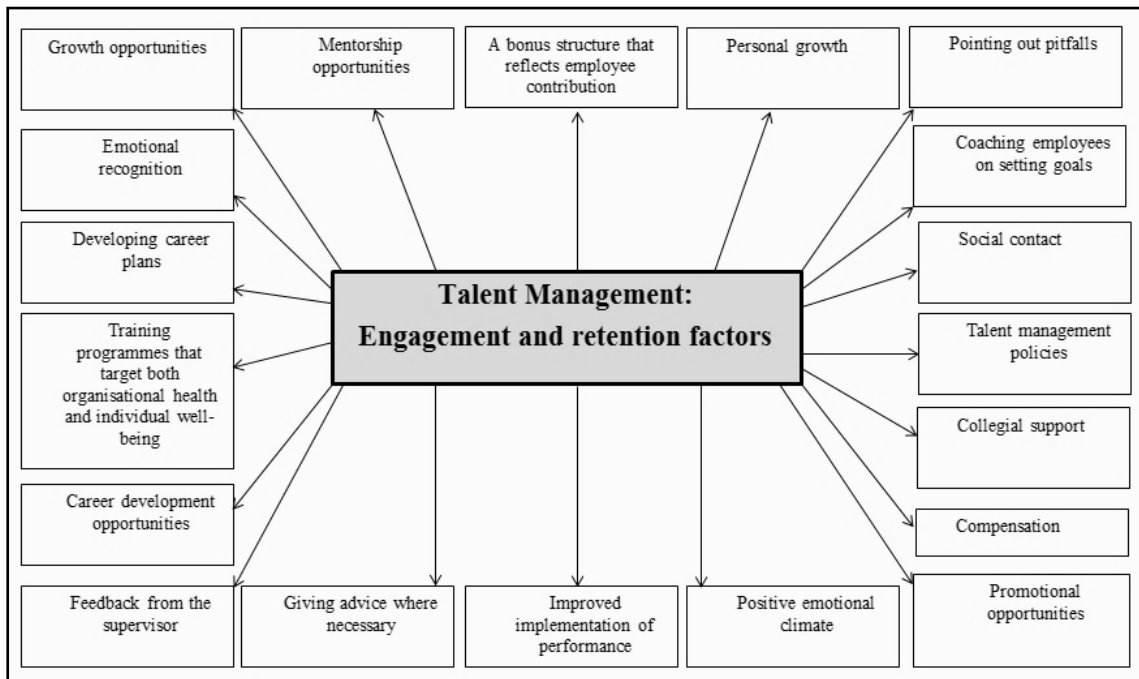 Growth opportunities
Mentorship
opportunities
A bonus structure that
reflects employee
contribution
Personal growth
Pointing out pitfalls
Emotional
recognition
Coaching employees
on setting goals
Developing career
plans
Social contact
Talent Management:
Engagement and retention factors
Training
programmes that
target both
organisational health
and individual well-
being
Talent management
policies
Collegial support
Career development
opportunities
Compensation
Feedback from the
supervisor
Giving advice where
necessary
Improved
implementation of
performance
Positive emotional
climate
Promotional
opportunities